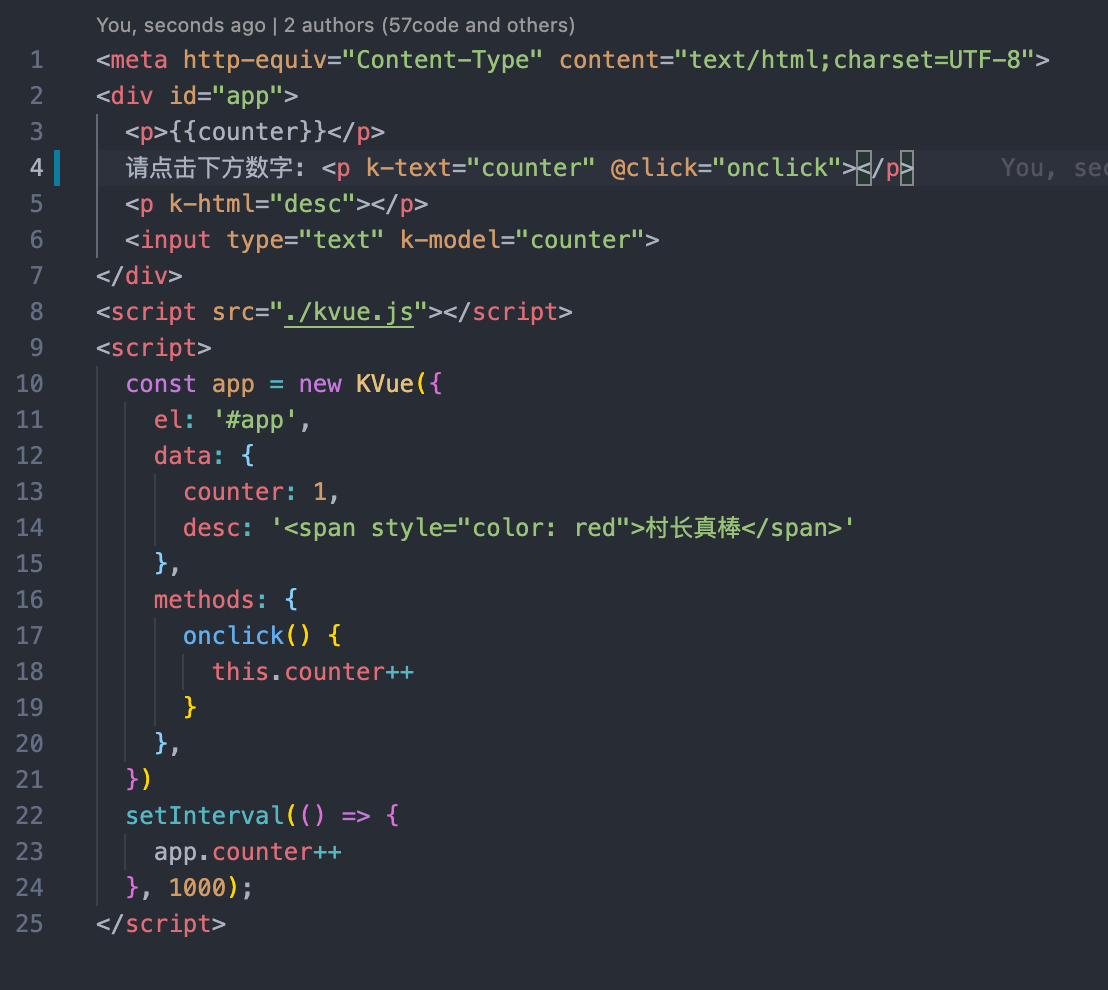 You, seconds ago | 2 authors (57code and others)
1 <meta http-equiv="Content-Type" content="text/html;charset=UTF-8">
2 <div id="app">
3   <p>{{counter}}</p>
4   请点击下方数字: <p k-text="counter" @click="onclick"></p>      You, sec
5   <p k-html="desc"></p>
6   <input type="text" k-model="counter">
7 </div>
8 <script src="./kvue.js"></script>
9 <script>
10   const app = new KVue({
11     el: '#app',
12     data: {
13       counter: 1,
14       desc: '<span style="color: red">村长真棒</span>'
15     },
16     methods: {
17       onclick() {
18         this.counter++
19       }
20     },
21   })
22   setInterval(() => {
23     app.counter++
24   }, 1000);
25 </script>